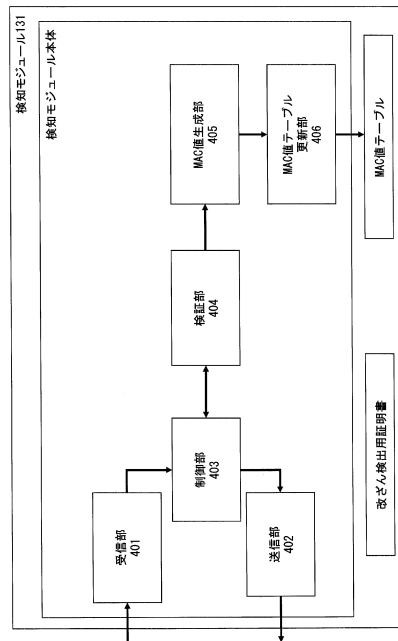 検知モジュール131
検知モジュール本体
受信部
401
送信部
402
制御部
403
検証部
404
MAC値生成部
405
MAC値テーブル
更新部
406
改ざん検出用証明書
MAC値テーブル